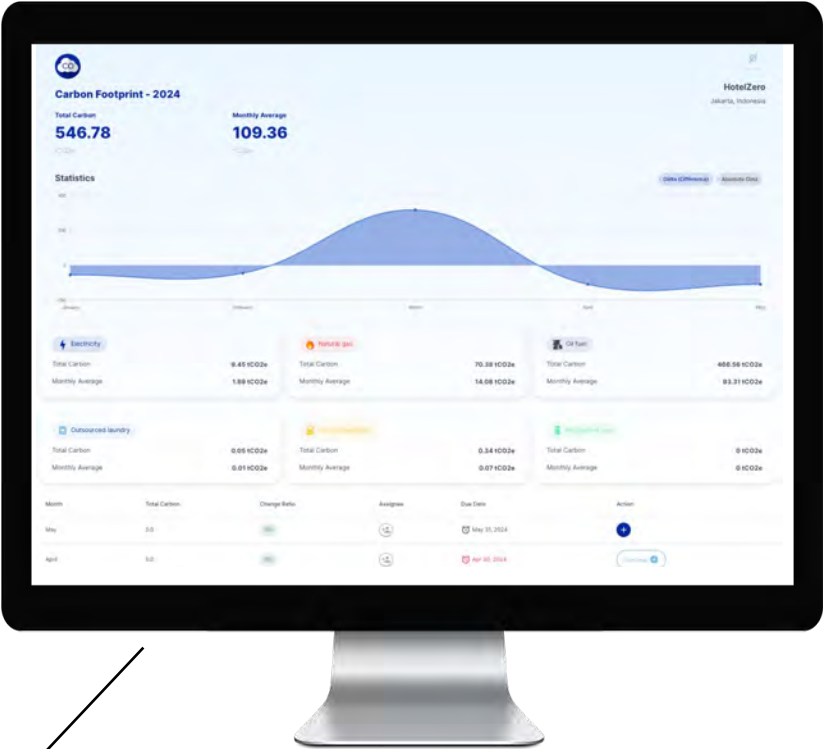 CO
Carbon Footprint - 2024
HotelZero
Jakarta, Indonesia
Total Carbon Monthly Average
546.78 109.36
Statistics
Delta (Difference) Absolute Data
0
January February March April May
Electricity Natural gas Oil fuel
Total Carbon 9.45 tCO2e Total Carbon 70.39 tCO2e Total Carbon 466.56 tCO2e
Monthly Average 1.89 tCO2e Monthly Average 14.08 tCO2e Monthly Average 93.31 tCO2e
Outsourced laundry
Total Carbon 0.05 tCO2e Total Carbon 0.34 tCO2e Total Carbon 0 tCO2e
Monthly Average 0.01 tCO2e Monthly Average 0.07 tCO2e Monthly Average 0 tCO2e
Month Total Carbon Change Ratio Assignee Due Date Action
May 0.0 May 31, 2024
April 0.0 Apr 30, 2024
Continue